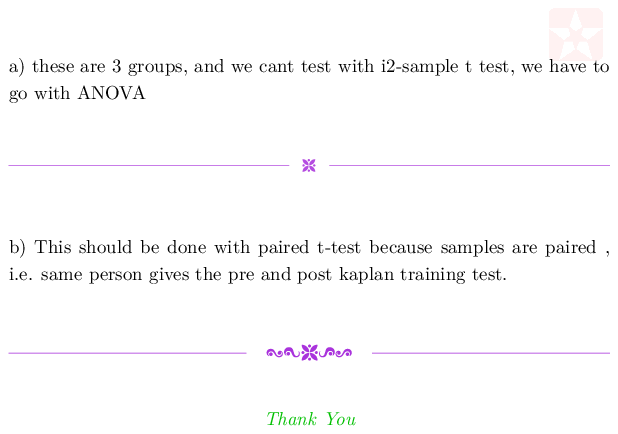 a) these are 3 groups, and we cant test with i2-sample t test, we have to
go with ANOVA
b) This should be done with paired t-test because samples are paired ,
i.e. same person gives the pre and post kaplan training test.
Thank You